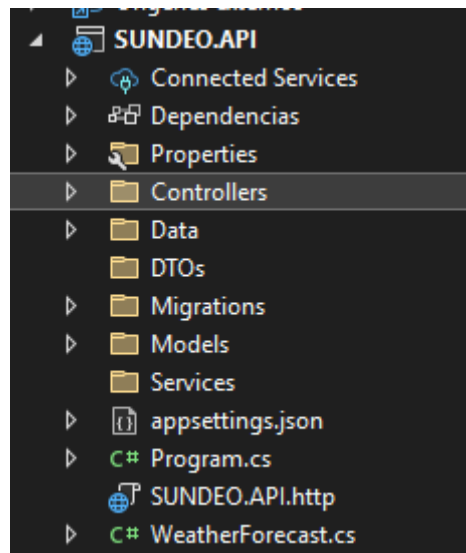 SUNDEO.API
Connected Services
Dependencias
Properties
Controllers
Data
DTOs
Migrations
Models
Services
appsettings.json
C# Program.cs
SUNDEO.API.http
C# WeatherForecast.cs